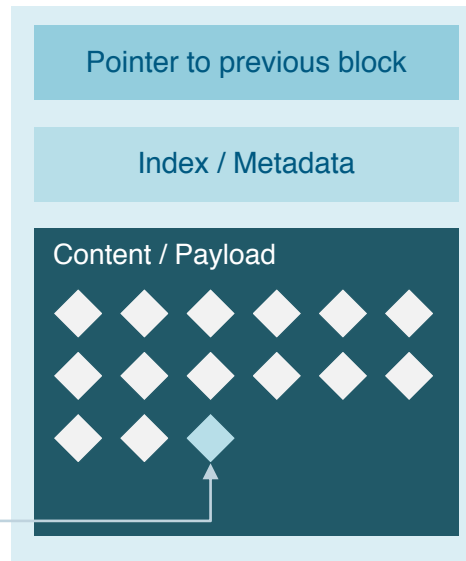 Pointer to previous block
Index / Metadata
Content / Payload